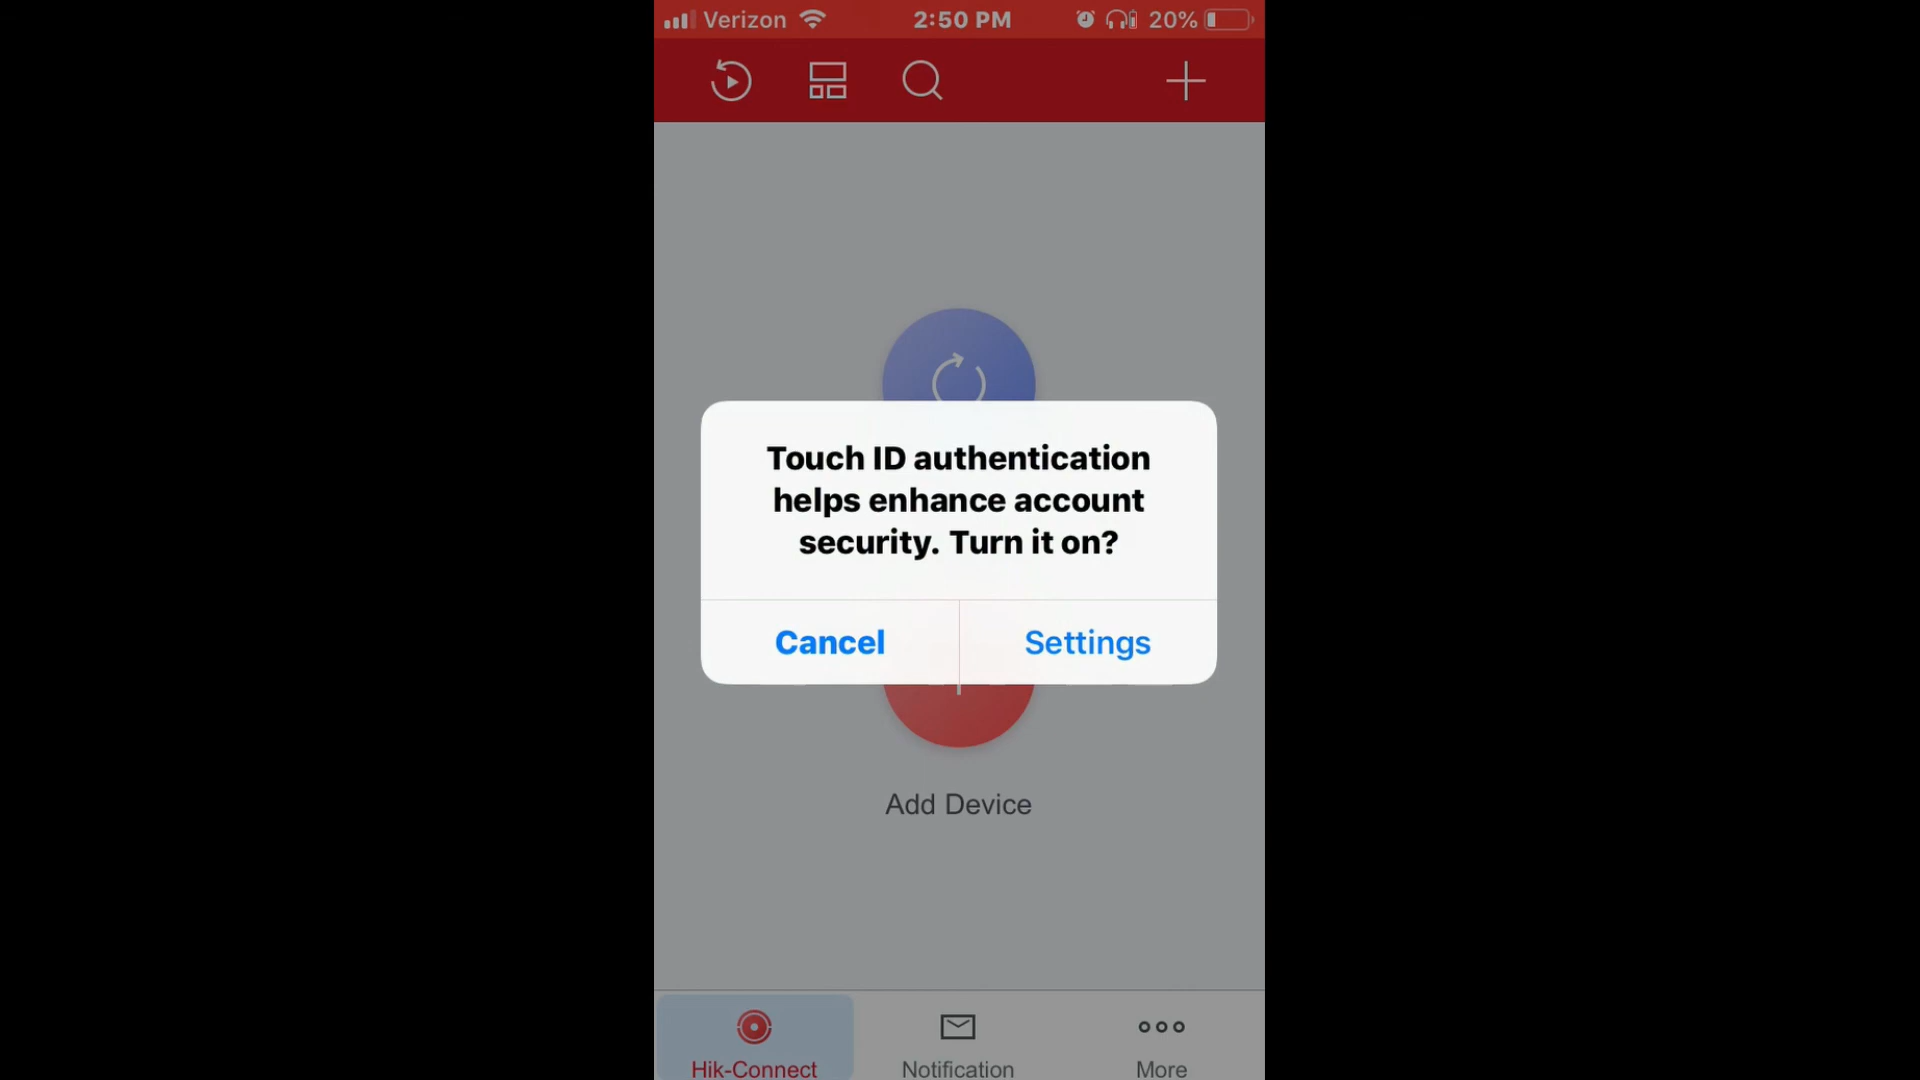 Verizon 2:50 PM 20%
Touch ID authentication
helps enhance account
security. Turn it on?
Cancel Settings
Add Device
Hik-Connect Notification More